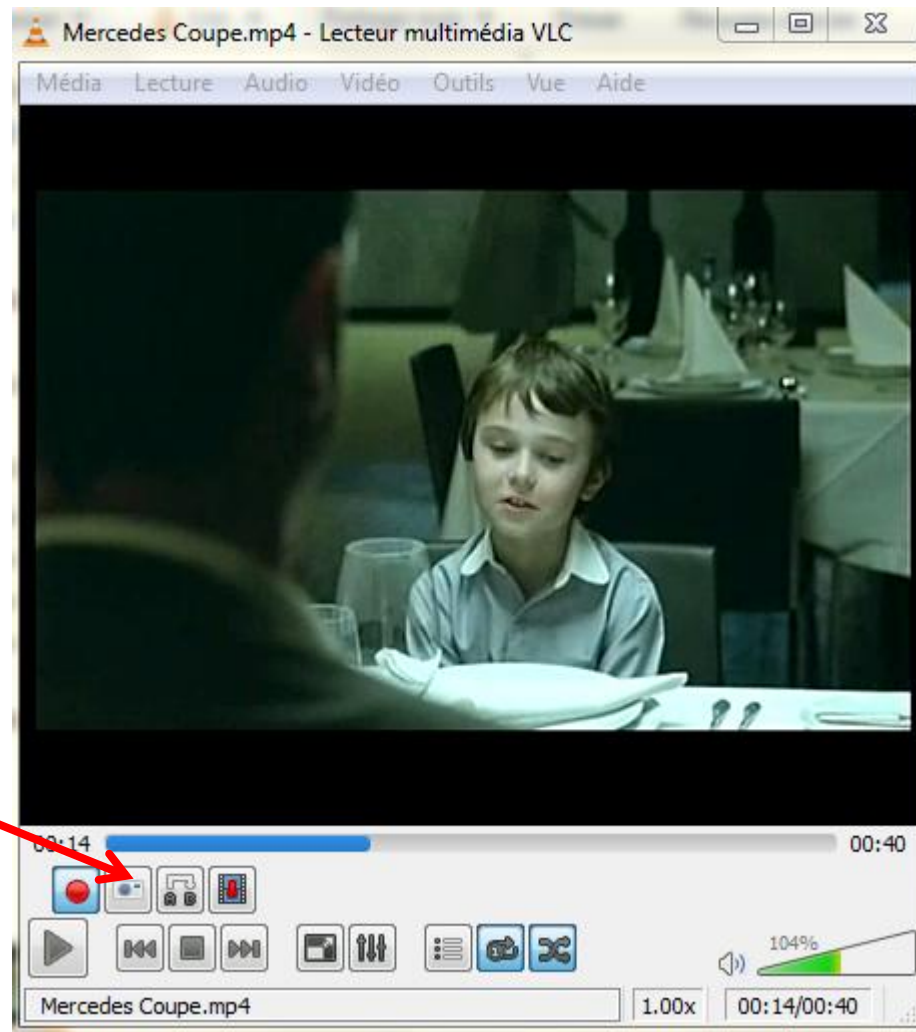 Mercedes Coupe.mp4 - Lecteur multimédia VLC
Média Lecture Audio Vidéo Outils Vue Aide
00:14 00:40
A B
104%
Mercedes Coupe.mp4 1.00x 00:14/00:40